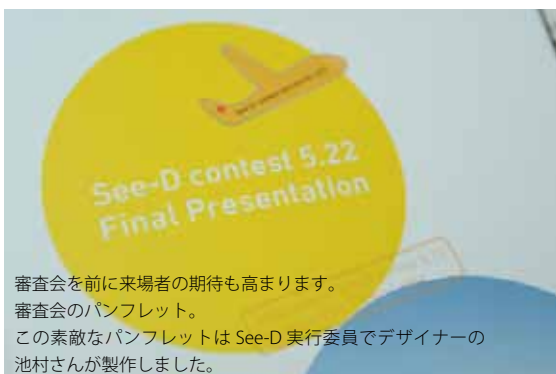 See-D contest 5.22
Final Presentation
審査会を前に来場者の期待も高まります。
審査会のパンフレット。
この素敵なパンフレットは See-D 実行委員でデザイナーの
池村さんが製作しました。